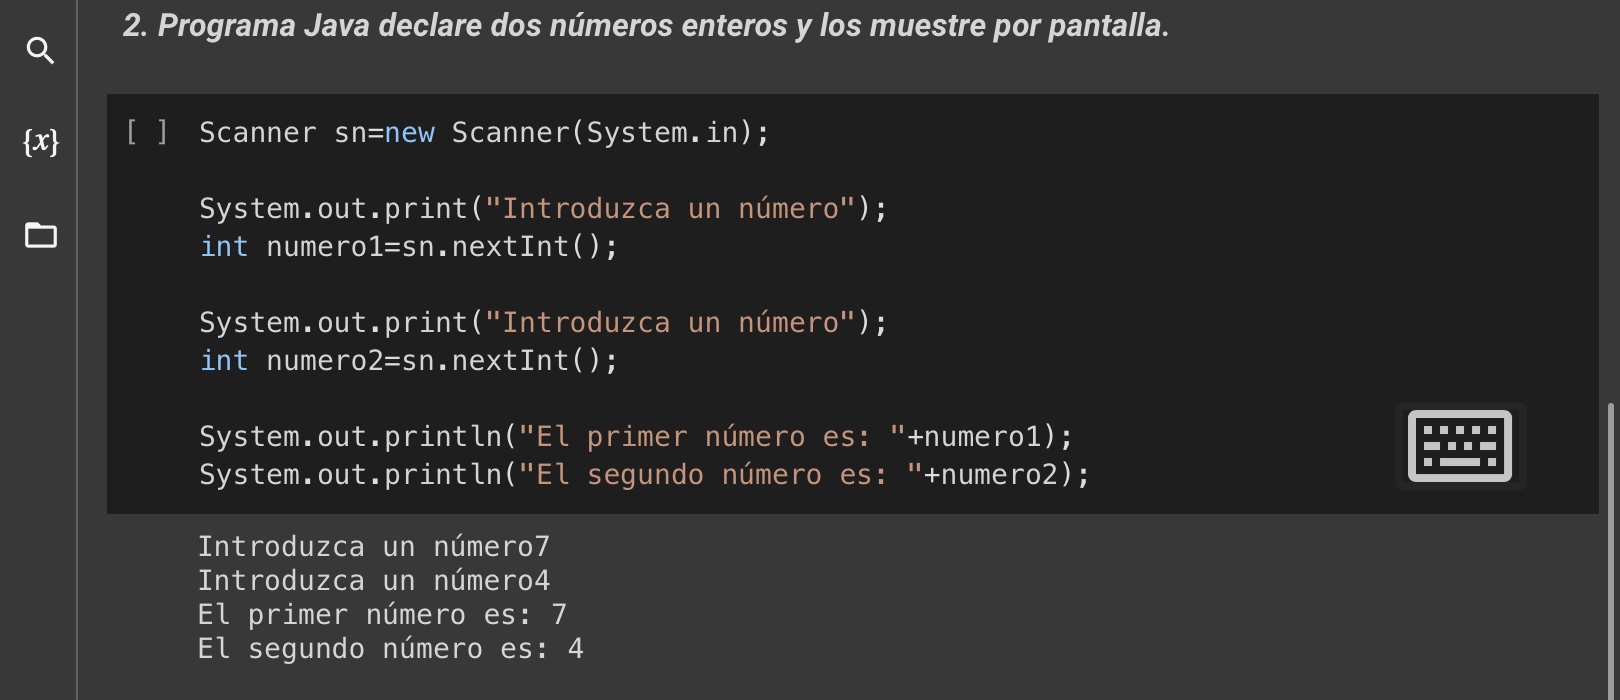 2. Programa Java declare dos números enteros y los muestre por pantalla.
{x}
[ ] Scanner sn=new Scanner(System.in);
System.out.print("Introduzca un número");
int numero1=sn.nextInt();
System.out.print("Introduzca un número");
int numero2=sn.nextInt();
System.out.println("El primer número es: "+numero1);
System.out.println("El segundo número es: "+numero2);
Introduzca un número7
Introduzca un número4
El primer número es: 7
El segundo número es: 4